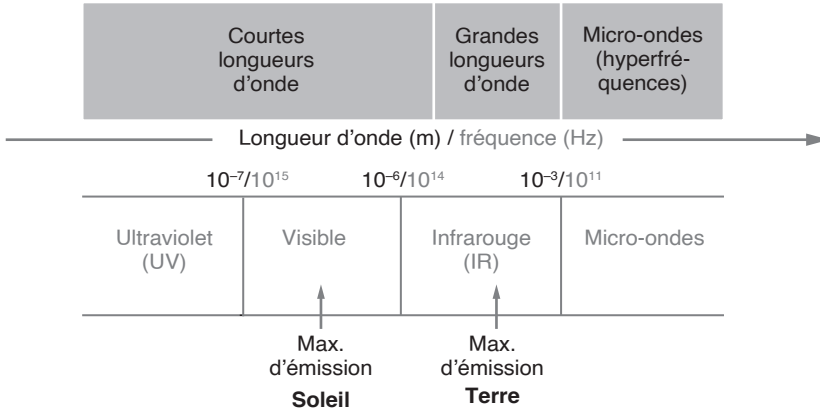 Courtes
longueurs
d'onde
Grandes
longueurs
d'onde
Micro-ondes
(hyperfré-
quences)
Longueur d'onde (m) / fréquence (Hz)
10⁻⁷/10¹⁵
10⁻⁶/10¹⁴
10⁻³/10¹¹
Ultraviolet
(UV)
Visible
Infrarouge
(IR)
Micro-ondes
Max.
d'émission
Soleil
Max.
d'émission
Terre